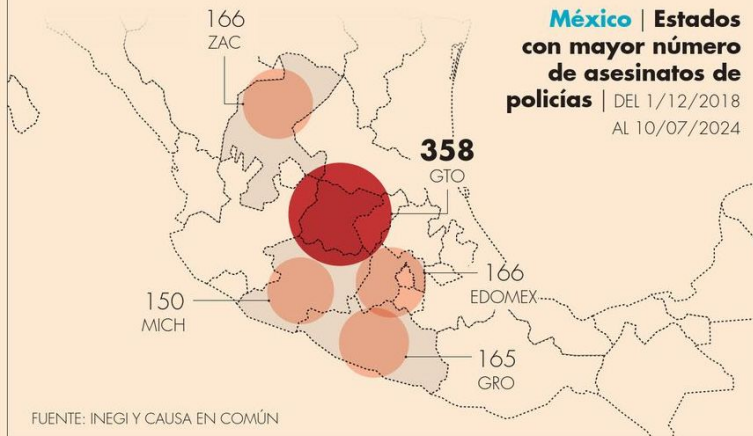 México | Estados
con mayor número
de asesinatos de
policías | DEL 1/12/2018
AL 10/07/2024
166
ZAC
358
GTO
166
EDOMEX
150
MICH
165
GRO
FUENTE: INEGI Y CAUSA EN COMÚN